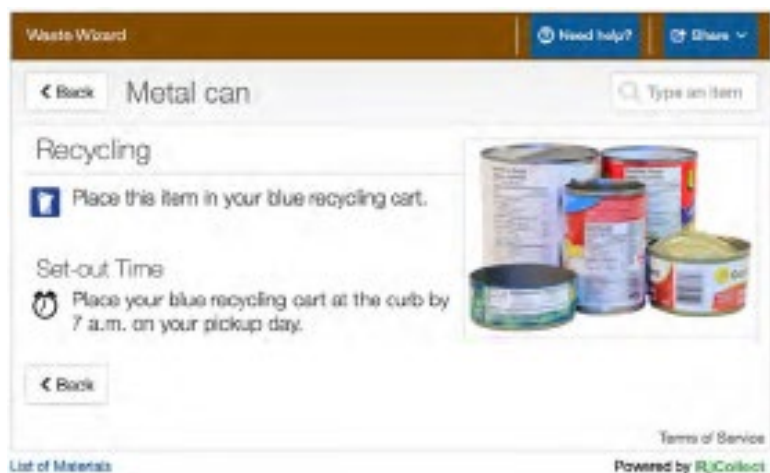 Waste Wizard
Need help?
Share
Back
Metal can
Type an item
Recycling
Place this item in your blue recycling cart.
Set-out Time
Place your blue recycling cart at the curb by
7 a.m. on your pickup day.
Back
Terms of Service
List of Materials
Powered by